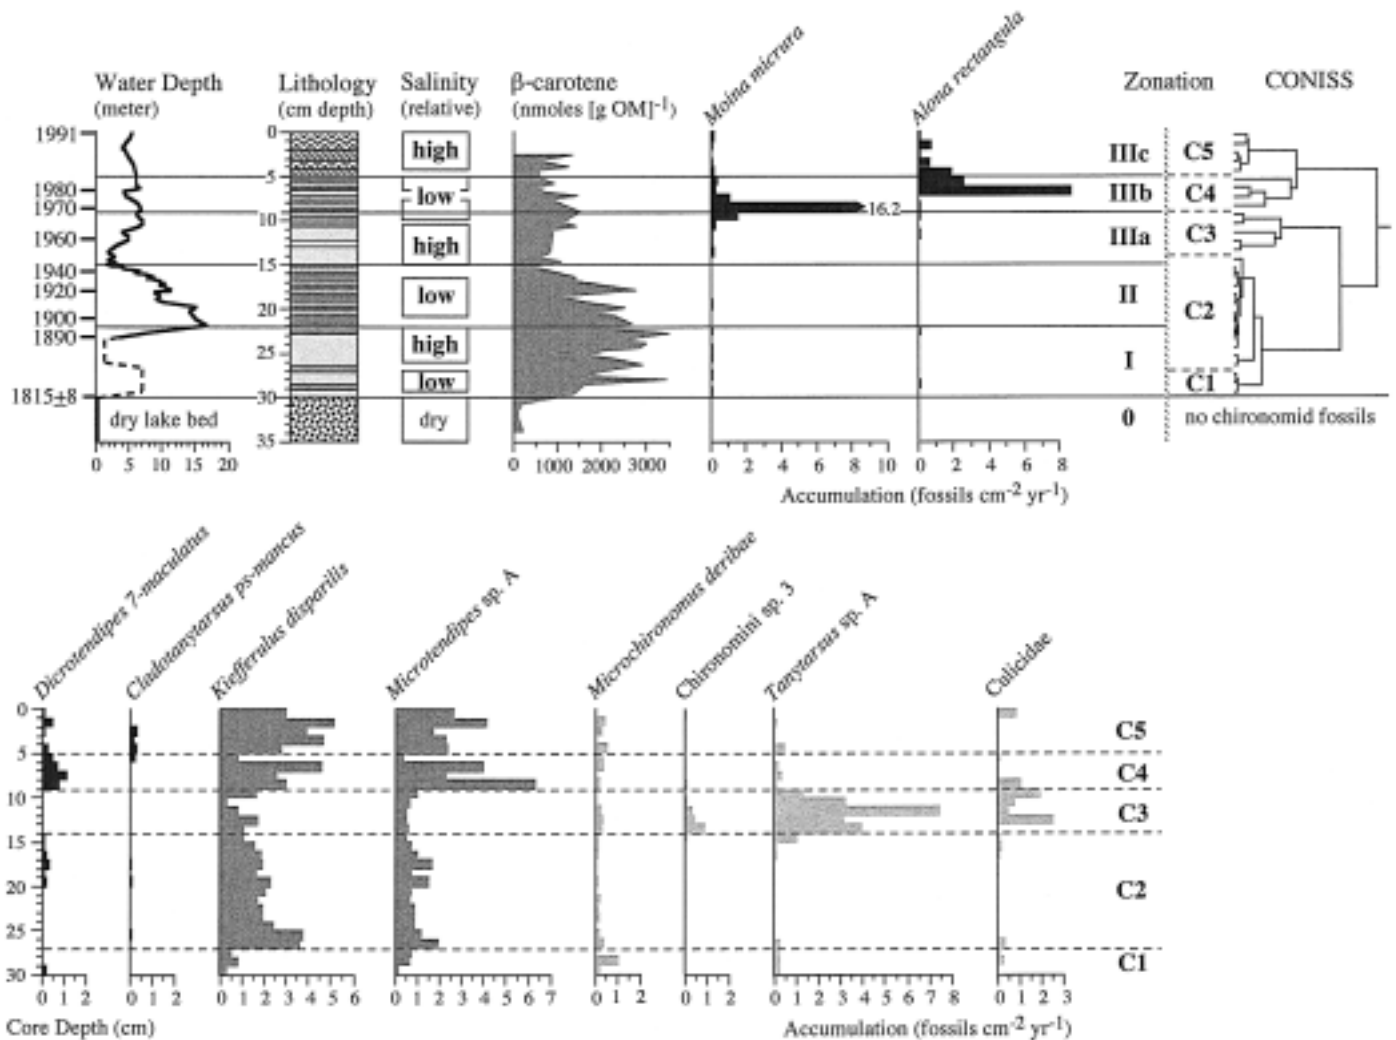 Moina micrura
Alona rectangula
Water Depth
(meter)
Lithology
(cm depth)
Salinity
(relative)
β-carotene
(nmoles [g OM]-1)
Zonation
CONISS
1991
1980
1970
1960
1940
1920
1900
1890
1815±8
0
5
10
15
20
25
30
35
high
low
high
low
high
low
dry
dry lake bed
16.2
IIIc
IIIb
IIIa
II
I
0
C5
C4
C3
C2
C1
no chironomid fossils
0 5 10 15 20
0 1000 2000 3000
0 2 4 6 8 10
0 2 4 6 8
Accumulation (fossils cm-2 yr-1)
Dicrotendipes 7-maculatus
Cladotanytarsus ps-mancus
Kiefferulus disparilis
Microtendipes sp. A
Microchironomus deribae
Chironomini sp. 3
Tanytarsus sp. A
Culicidae
0
5
10
15
20
25
30
C5
C4
C3
C2
C1
0 1 2
0 1 2
0 1 2 3 4 5 6
0 1 2 3 4 5 6 7
0 1 2
0 1 2
0 1 2 3 4 5 6 7 8
0 1 2 3
Core Depth (cm)
Accumulation (fossils cm-2 yr-1)